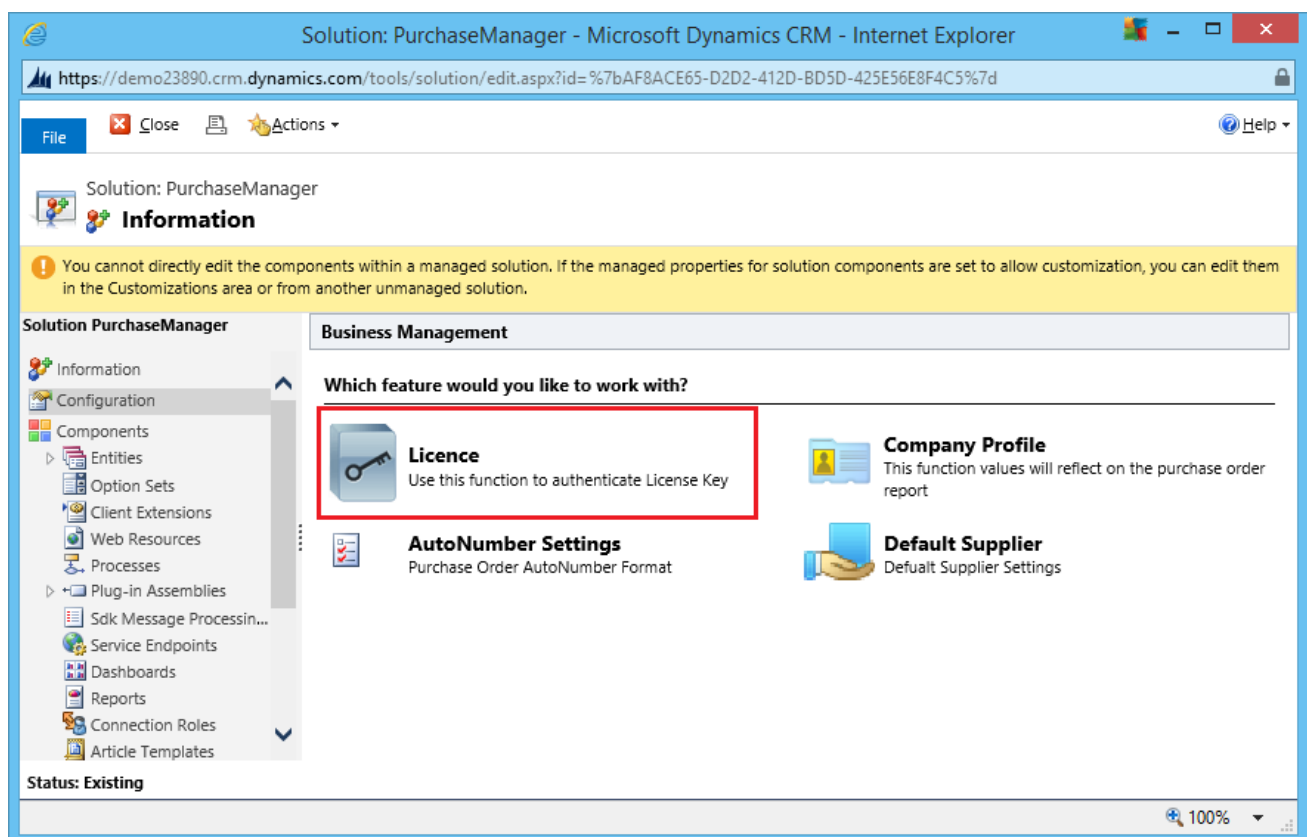 Solution: PurchaseManager - Microsoft Dynamics CRM - Internet Explorer
https://demo23890.crm.dynamics.com/tools/solution/edit.aspx?id=%7bAF8ACE65-D2D2-412D-BD5D-425E56E8F4C5%7d
File
Close
Actions
Help
Solution: PurchaseManager
Information
You cannot directly edit the components within a managed solution. If the managed properties for solution components are set to allow customization, you can edit them
in the Customizations area or from another unmanaged solution.
Solution PurchaseManager
Information
Configuration
Components
Entities
Option Sets
Client Extensions
Web Resources
Processes
Plug-in Assemblies
Sdk Message Processin...
Service Endpoints
Dashboards
Reports
Connection Roles
Article Templates
Business Management
Which feature would you like to work with?
Licence
Use this function to authenticate License Key
Company Profile
This function values will reflect on the purchase order
report
AutoNumber Settings
Purchase Order AutoNumber Format
Default Supplier
Defualt Supplier Settings
Status: Existing
100%